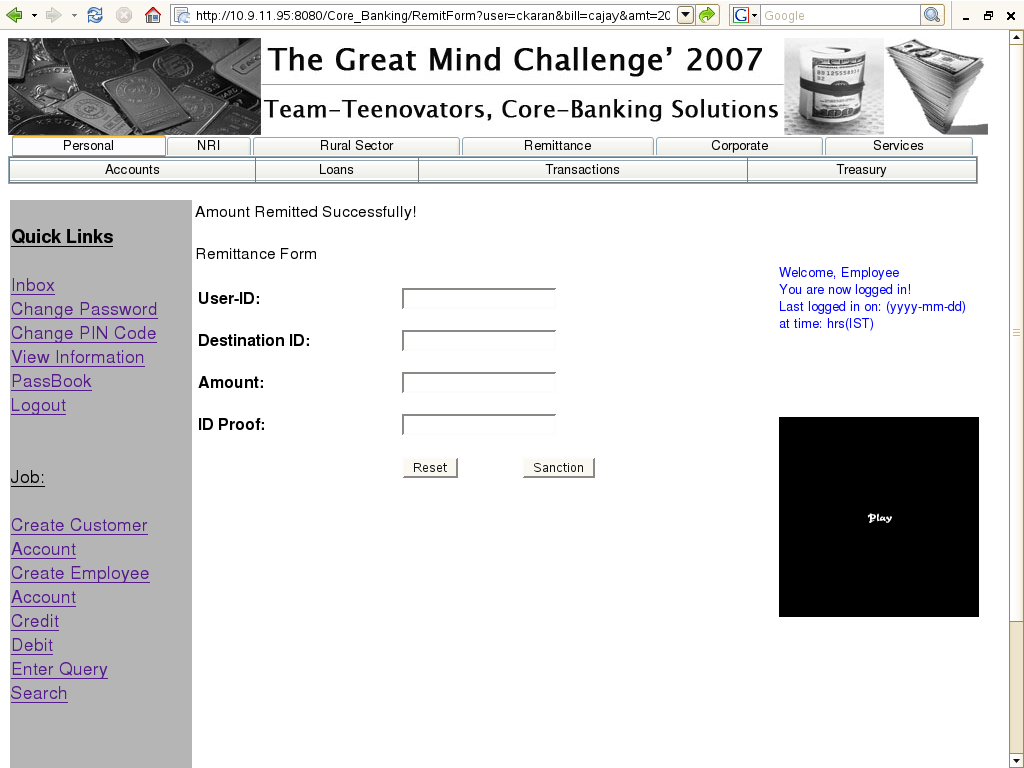 http://10.9.11.95:8080/Core_Banking/RemitForm?user=ckaran&bill=cajay&amt=20
G
Google
The Great Mind Challenge’ 2007
Team-Teenovators, Core-Banking Solutions
Personal NRI Rural Sector Remittance Corporate Services
Accounts Loans Transactions Treasury
Amount Remitted Successfully!
Quick Links
Remittance Form
Welcome, Employee
You are now logged in!
Last logged in on: (yyyy-mm-dd)
at time: hrs(IST)
Inbox
Change Password
Change PIN Code
View Information
PassBook
Logout
User-ID:
Destination ID:
Amount:
ID Proof:
Reset Sanction
Job:
Create Customer
Account
Create Employee
Account
Credit
Debit
Enter Query
Search
Play